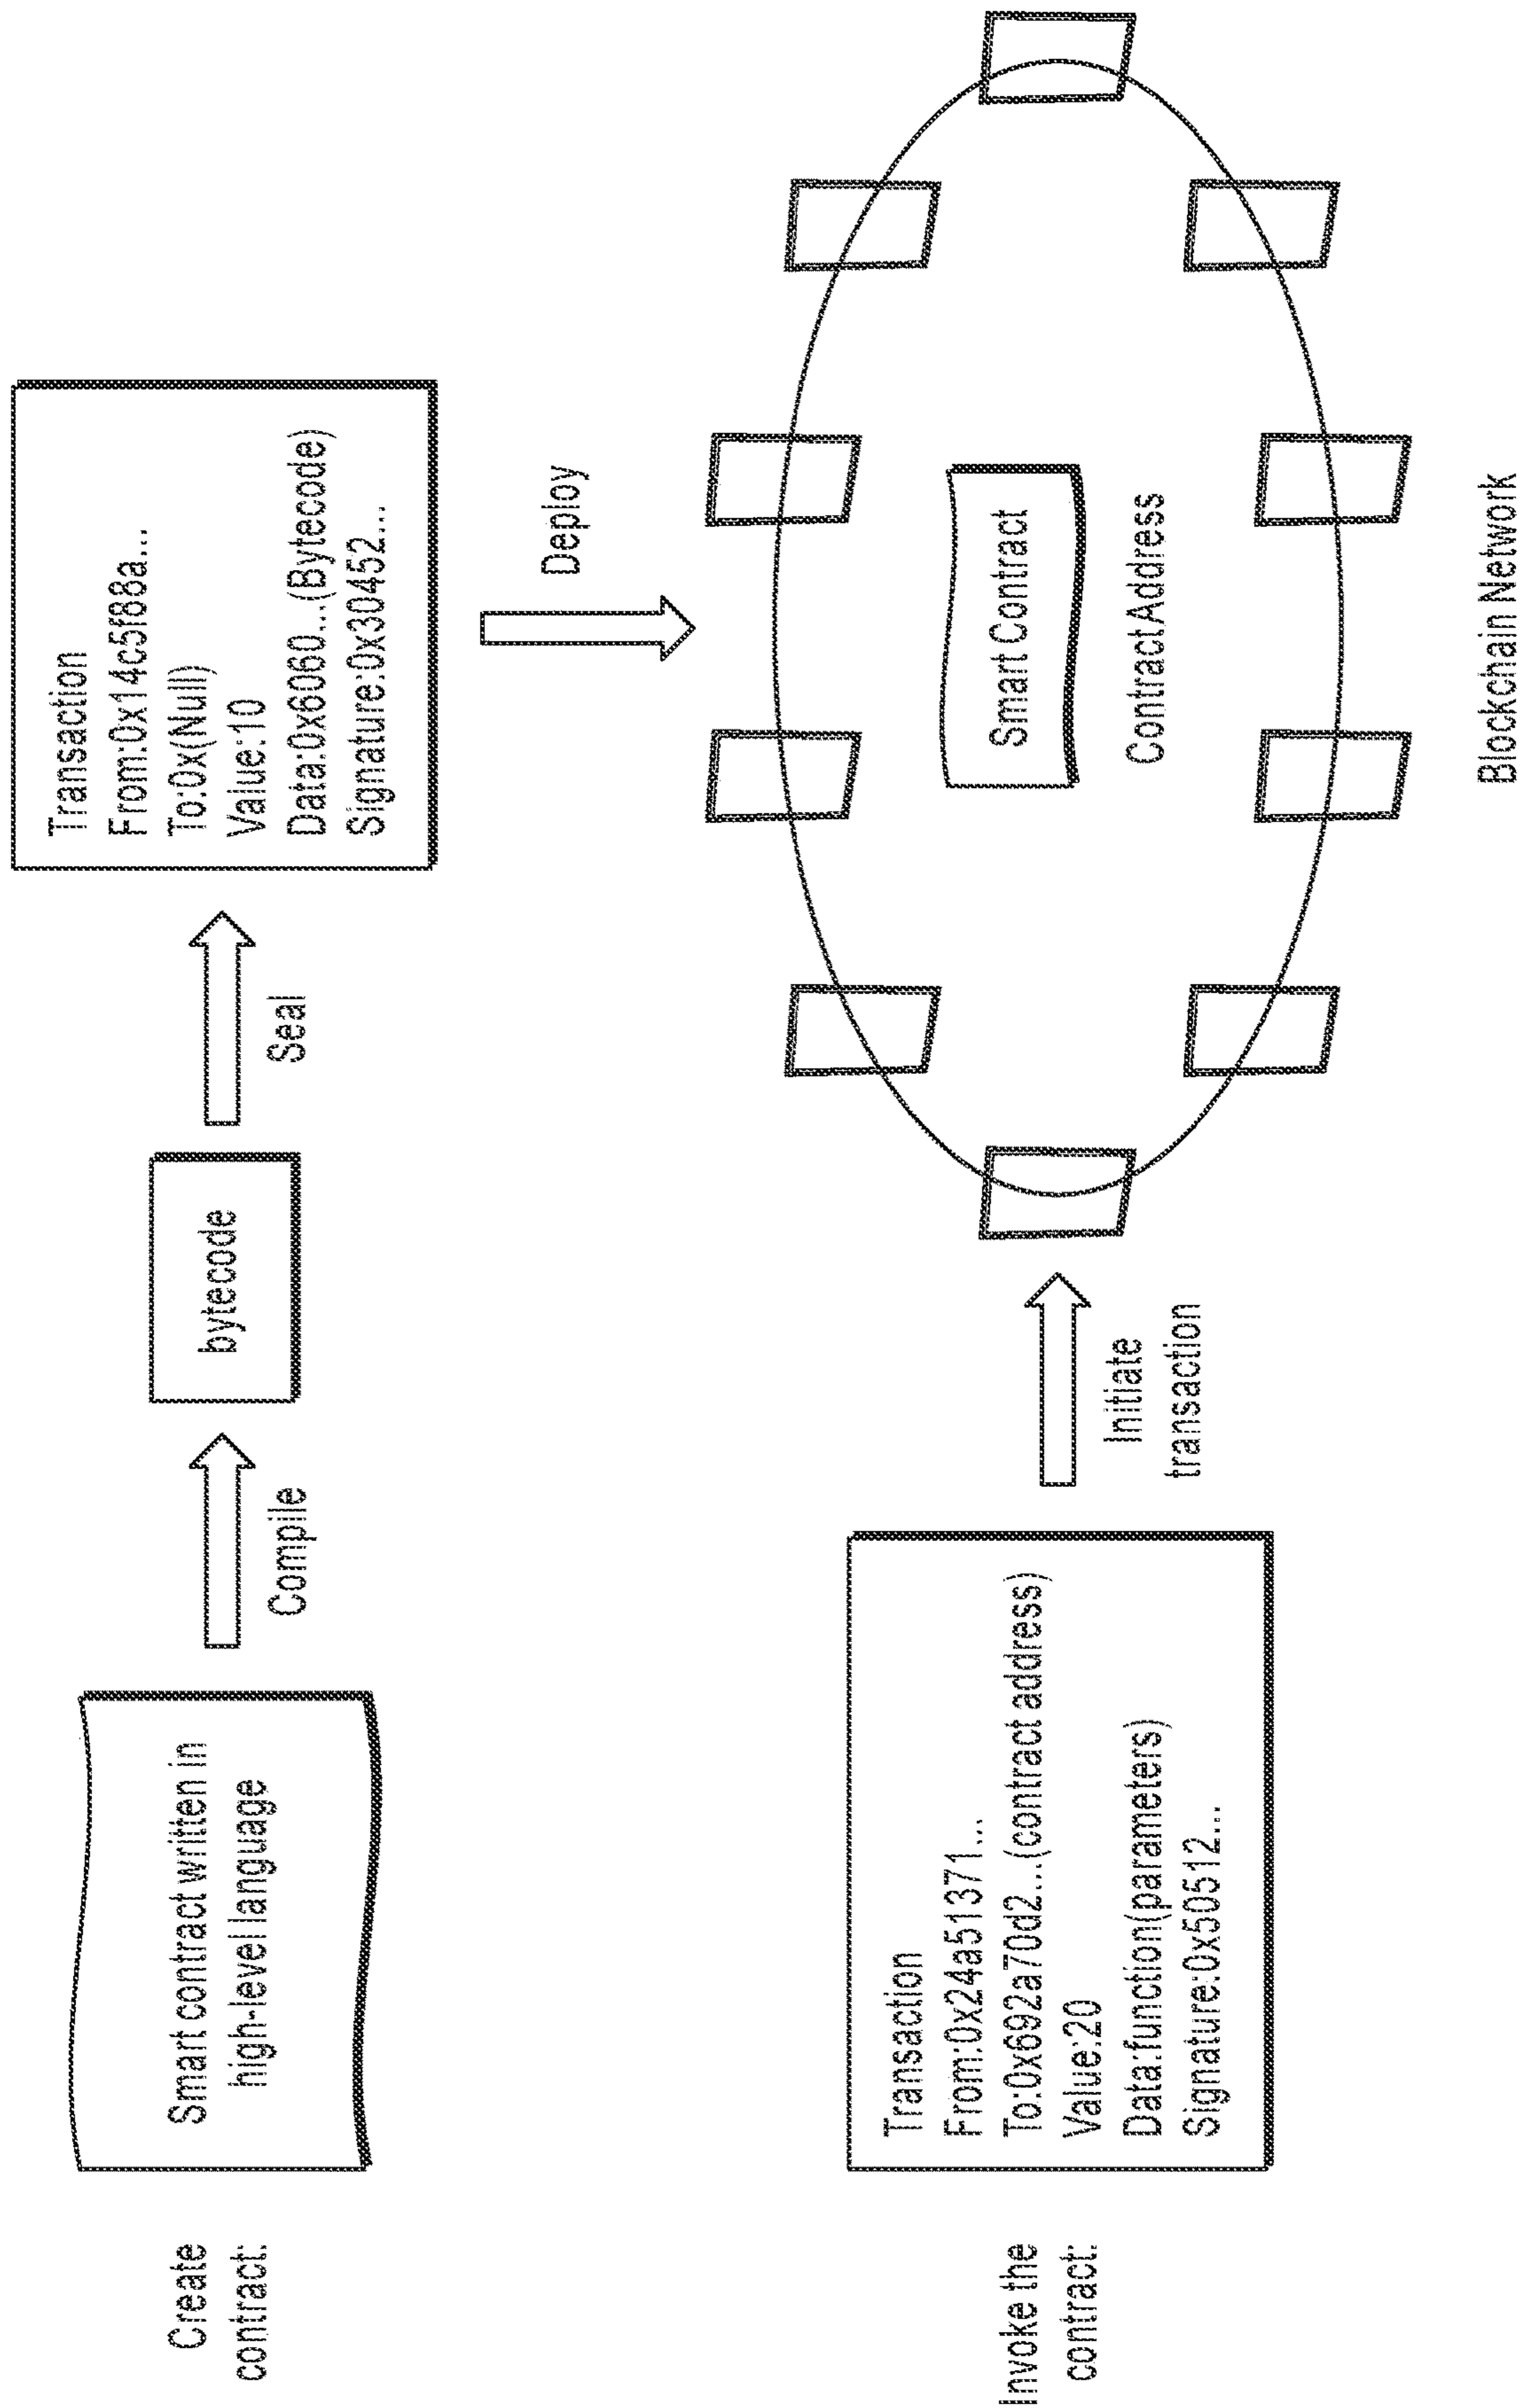 Create
contract:
Smart contract written in
high-level language
Compile
bytecode
Seal
Transaction
From:0x14c5f88a...
To:0x(Null)
Value:10
Data:0x6060...(Bytecode)
Signature:0x30452...
Deploy
Invoke the
contract:
Transaction
From:0x24a51371...
To:0x692a70d2...(contract address)
Value:20
Data:function(parameters)
Signature:0x50512...
Initiate
transaction
Smart Contract
ContractAddress
Blockchain Network